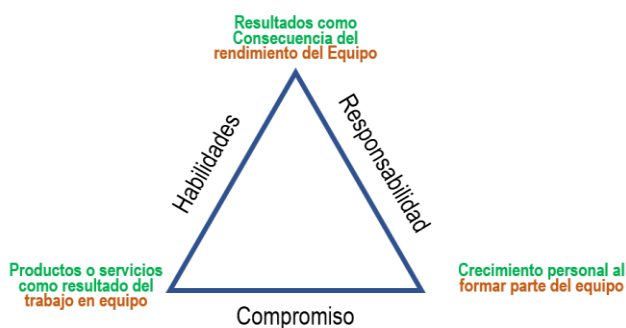 Resultados como
Consecuencia del
rendimiento del Equipo
Habilidades
Responsabilidad
Productos o servicios
como resultado del
trabajo en equipo
Crecimiento personal al
formar parte del equipo
Compromiso